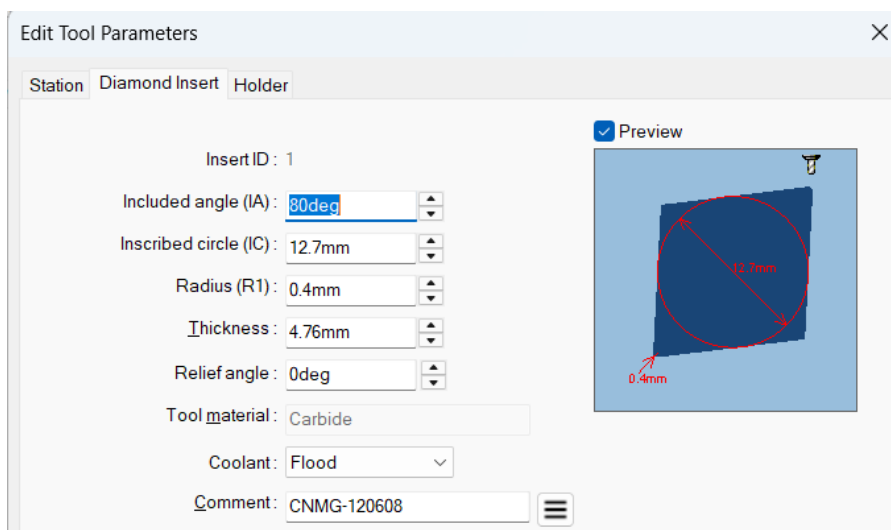 Edit Tool Parameters
Station Diamond Insert Holder
Preview
Insert ID : 1
Included angle (IA) : 80deg
Inscribed circle (IC) : 12.7mm
Radius (R1) : 0.4mm
Thickness : 4.76mm
Relief angle : 0deg
Tool material : Carbide
Coolant : Flood
Comment : CNMG-120608
12.7mm
0.4mm